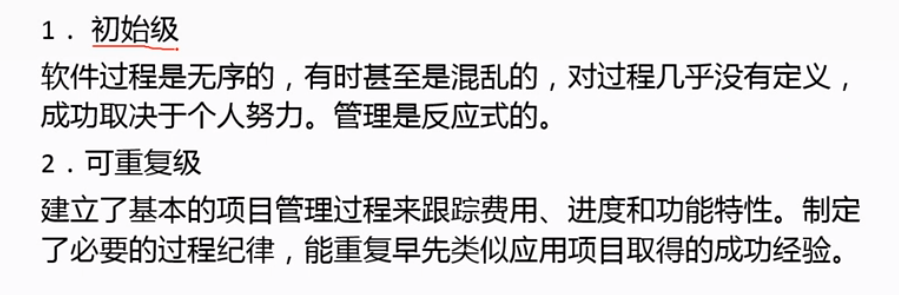 1．初始级
软件过程是无序的，有时甚至是混乱的，对过程几乎没有定义，
成功取决于个人努力。管理是反应式的。
2．可重复级
建立了基本的项目管理过程来跟踪费用、进度和功能特性。制定
了必要的过程纪律，能重复早先类似应用项目取得的成功经验。